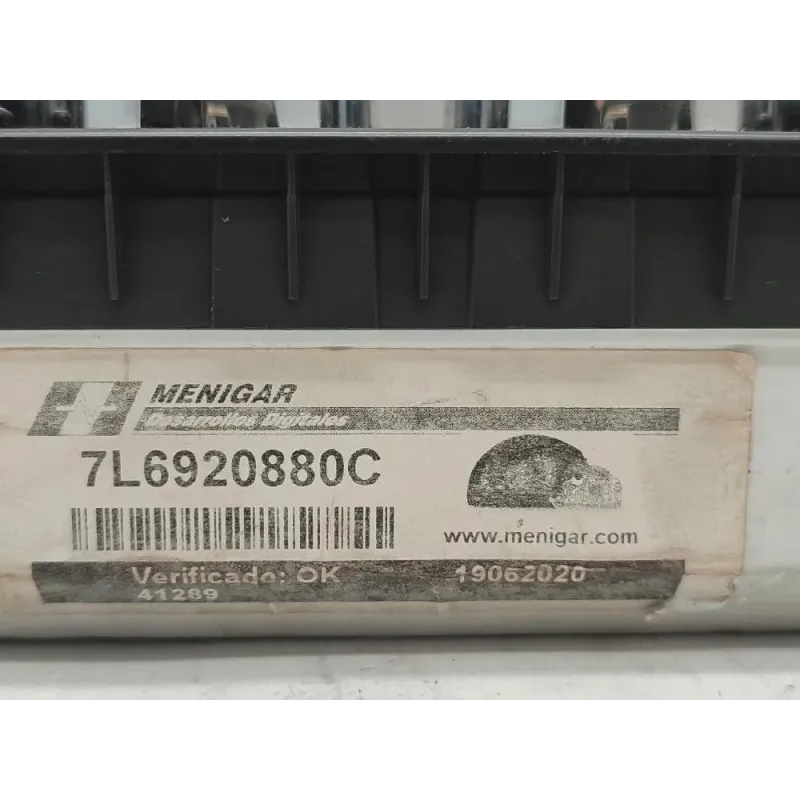 MENIGAR
Desarrollos Digitales
7L6920880C
www.menigar.com
Verificado: OK 19062020
41289